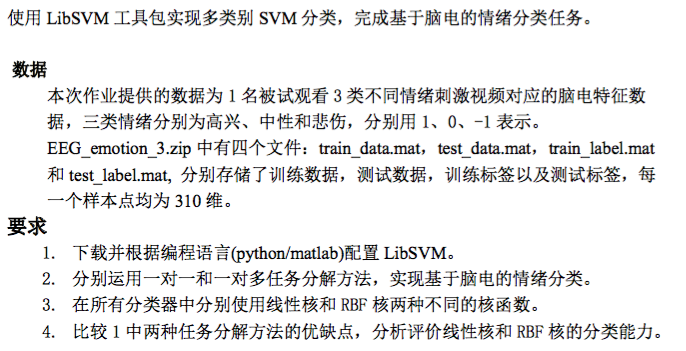 使用 LibSVM 工具包实现多类别 SVM 分类，完成基于脑电的情绪分类任务。
数据
本次作业提供的数据为 1 名被试观看 3 类不同情绪刺激视频对应的脑电特征数
据，三类情绪分别为高兴、中性和悲伤，分别用 1、0、-1 表示。
EEG_emotion_3.zip 中有四个文件：train_data.mat，test_data.mat，train_label.mat
和 test_label.mat, 分别存储了训练数据，测试数据，训练标签以及测试标签，每
一个样本点均为 310 维。
要求
1. 下载并根据编程语言(python/matlab)配置 LibSVM。
2. 分别运用一对一和一对多任务分解方法，实现基于脑电的情绪分类。
3. 在所有分类器中分别使用线性核和 RBF 核两种不同的核函数。
4. 比较 1 中两种任务分解方法的优缺点，分析评价线性核和 RBF 核的分类能力。